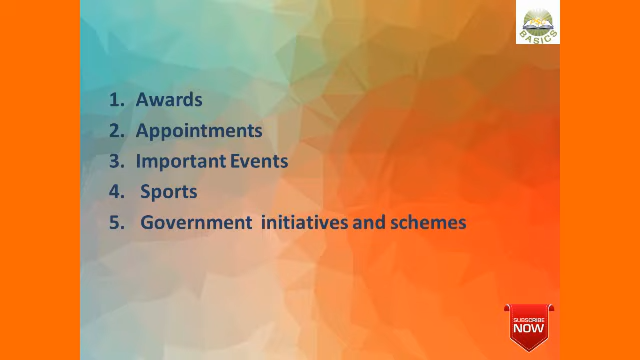 BASICS
1. Awards
2. Appointments
3. Important Events
4. Sports
5. Government initiatives and schemes
SUBSCRIBE
NOW